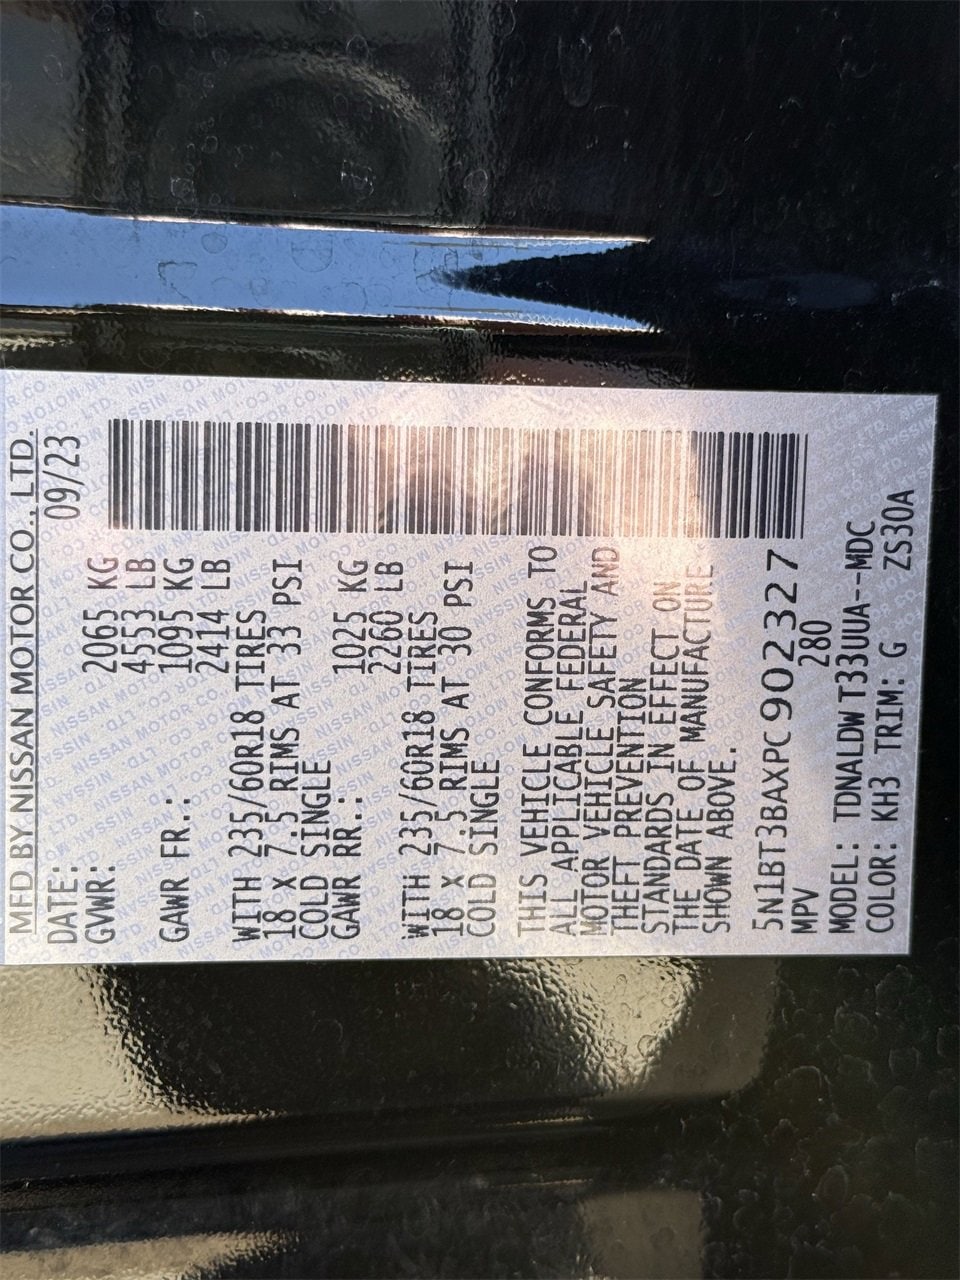 MFD BY NISSAN MOTOR CO., LTD.
DATE: 09/23
GVWR: 2065 KG
4553 LB
GAWR FR.: 1095 KG
2414 LB
WITH 235/60R18 TIRES
18 X 7.5 RIMS AT 33 PSI
COLD SINGLE
GAWR RR.: 1025 KG
2260 LB
WITH 235/60R18 TIRES
18 X 7.5 RIMS AT 30 PSI
COLD SINGLE
THIS VEHICLE CONFORMS TO
ALL APPLICABLE FEDERAL
MOTOR VEHICLE SAFETY AND
THEFT PREVENTION
STANDARDS IN EFFECT ON
THE DATE OF MANUFACTURE
SHOWN ABOVE.
5N1BT3BAXPC902327
MPV 280
MODEL: TDNALDW T33UUA--MDC
COLOR: KH3 TRIM: G ZS30A